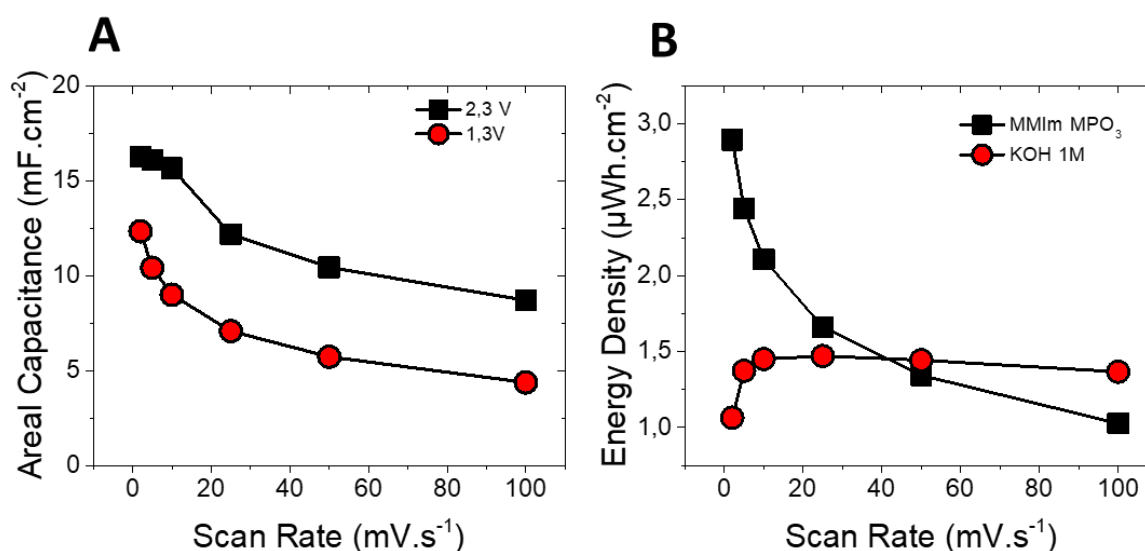 A
Areal Capacitance (mF.cm⁻²)
20
15
10
5
0
2,3 V
1,3V
0 20 40 60 80 100
Scan Rate (mV.s⁻¹)
B
Energy Density (µWh.cm⁻²)
3,0
2,5
2,0
1,5
1,0
MMIm MPO₃
KOH 1M
0 20 40 60 80 100
Scan Rate (mV.s⁻¹)